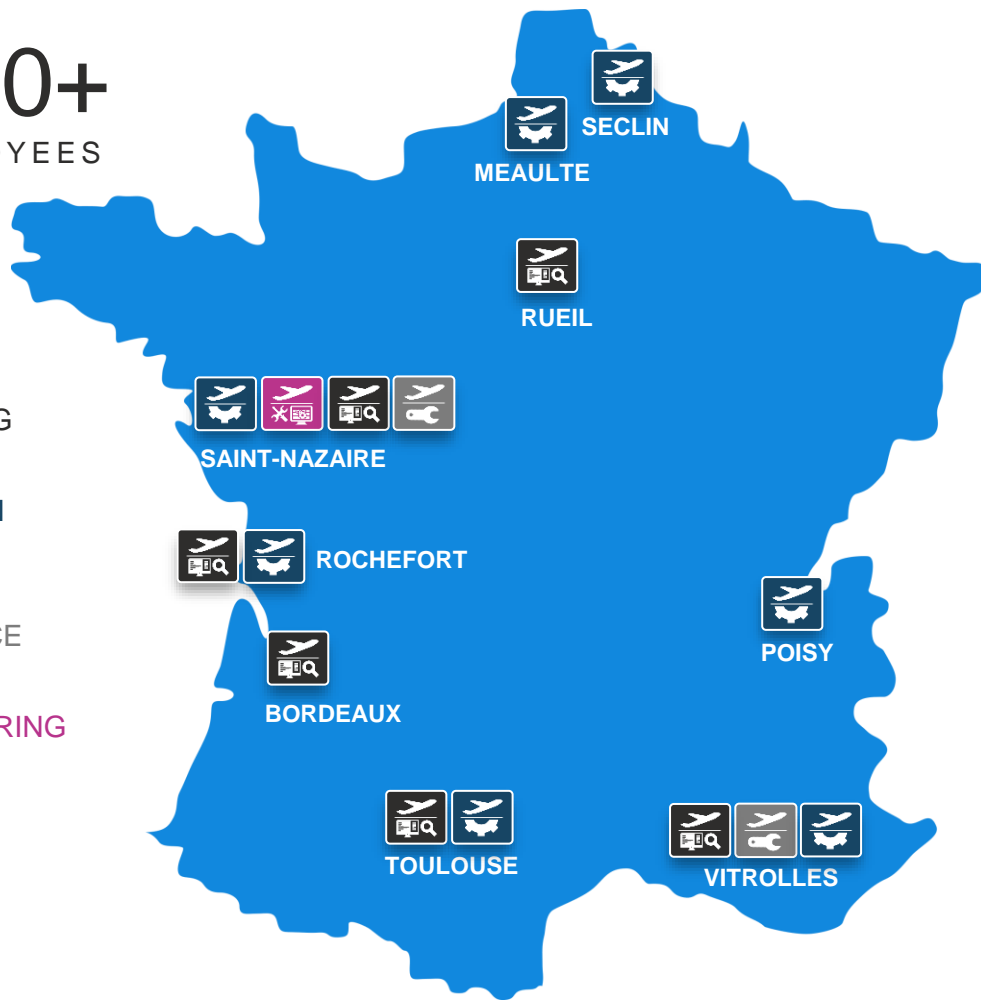 0+
YEES
SECLIN
MEAULTE
RUEIL
G
SAINT-NAZAIRE
ROCHEFORT
CE
POISY
BORDEAUX
RING
TOULOUSE
VITROLLES